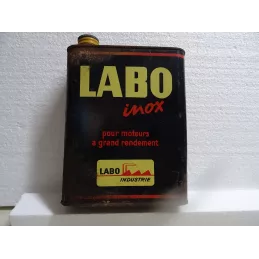 LABO
inox
pour moteurs
a grand rendement
LABO
INDUSTRIE